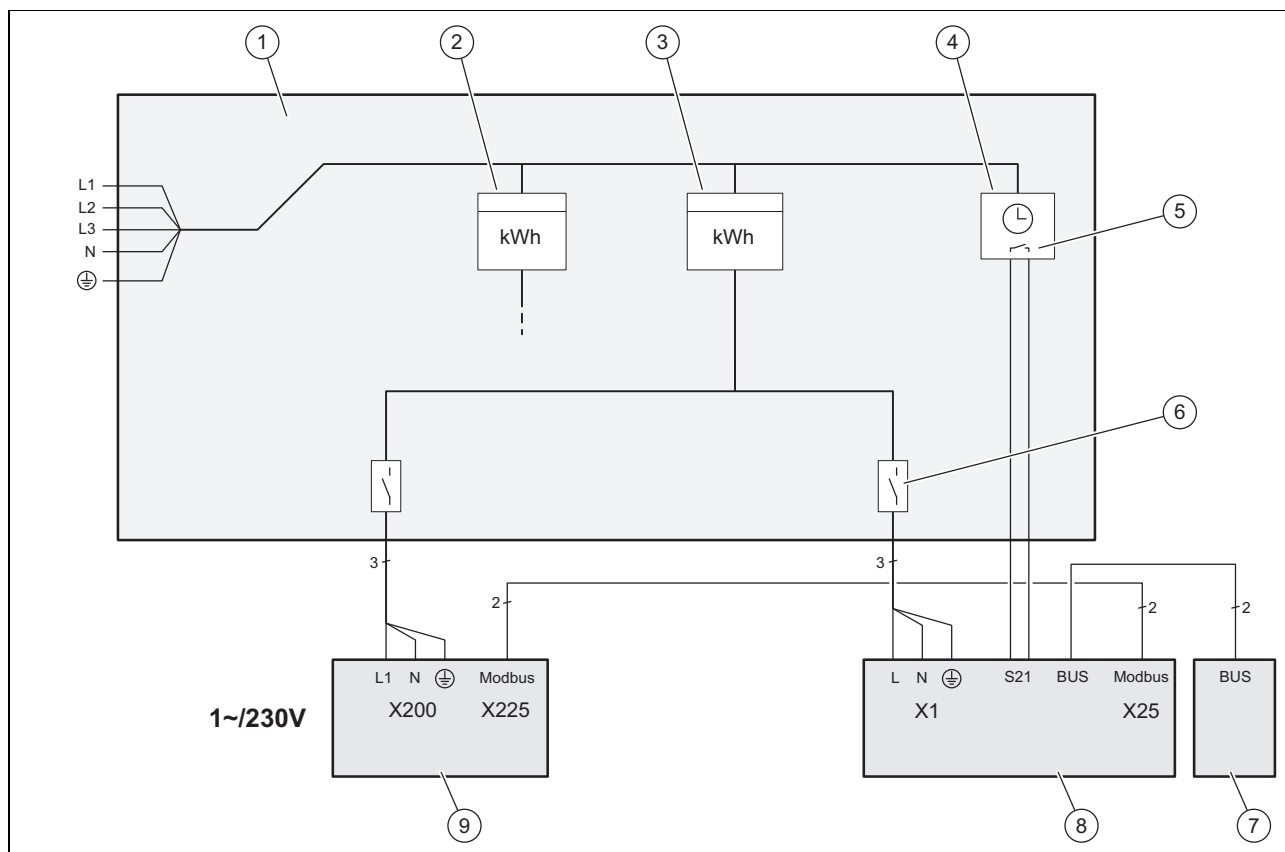 1
2
3
4
L1
L2
L3
N
kWh
kWh
5
6
3
3
2
2
2
L1 N Modbus
X200 X225
L N S21 BUS Modbus
X1 X25
BUS
1~/230V
9
8
7